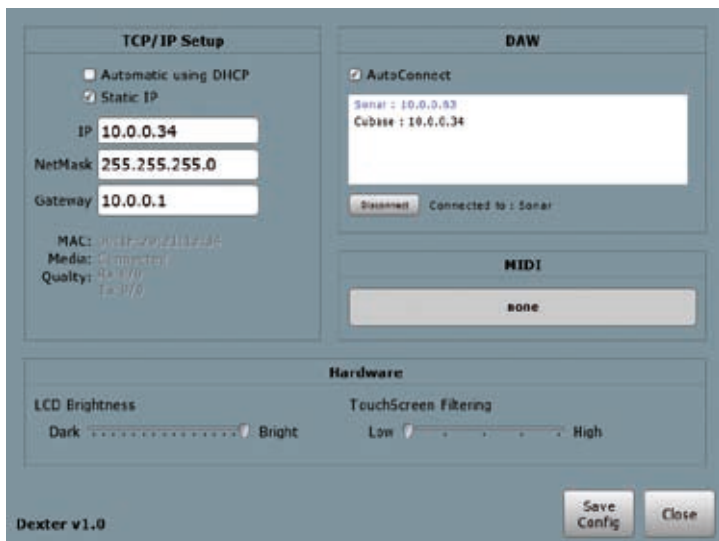 TCP/IP Setup
Automatic using DHCP
Static IP
IP 10.0.0.34
NetMask 255.255.255.0
Gateway 10.0.0.1
MAC:
Media: Connected
Quality:
DAW
AutoConnect
Sonar : 10.0.0.53
Cubase : 10.0.0.34
Disconnect Connected to : Sonar
MIDI
none
Hardware
LCD Brightness
Dark Bright
TouchScreen Filtering
Low High
Dexter v1.0
Save
Config
Close